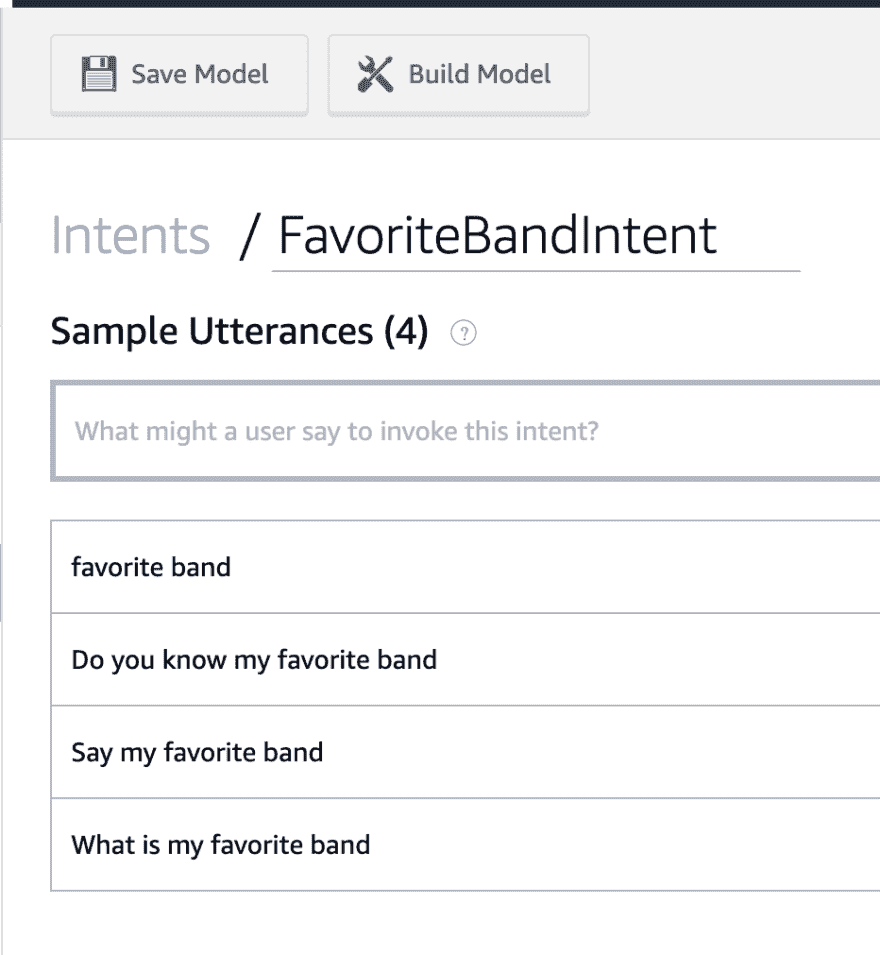 Save Model
Build Model
Intents / FavoriteBandIntent
Sample Utterances (4) ?
What might a user say to invoke this intent?
favorite band
Do you know my favorite band
Say my favorite band
What is my favorite band